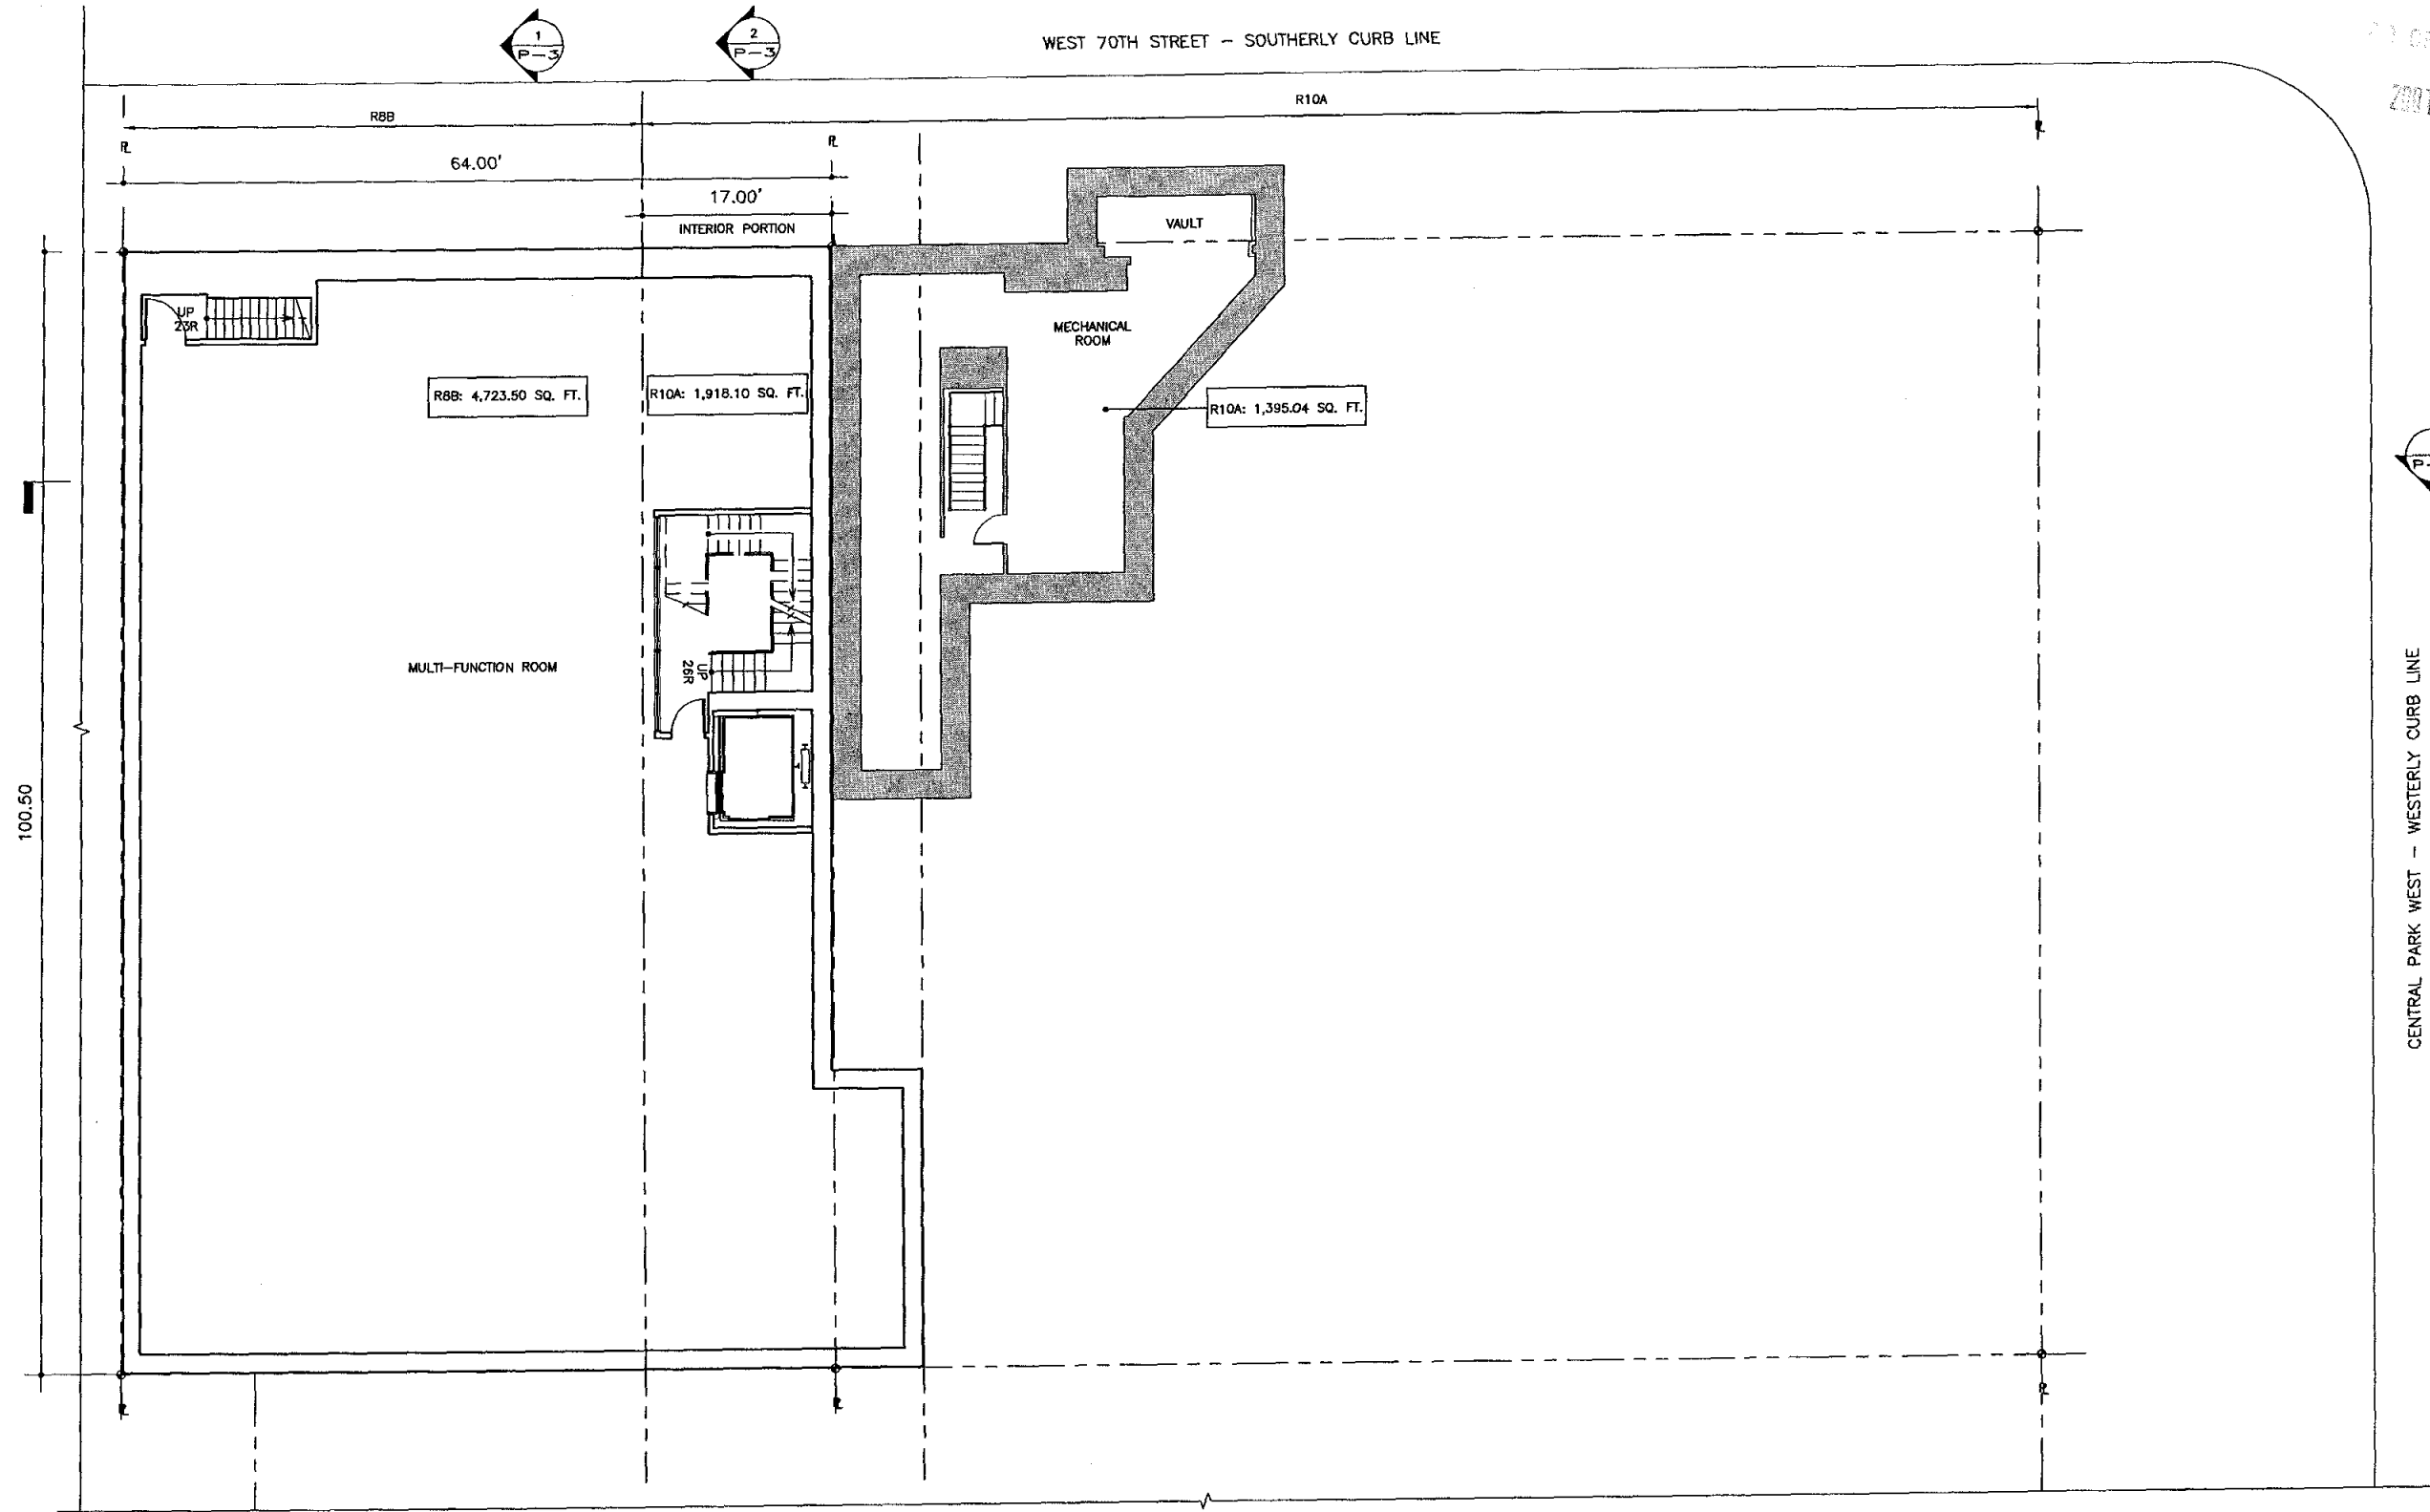 1
P-3
2
P-3
WEST 70TH STREET - SOUTHERLY CURB LINE
R8B
R10A
64.00'
17.00'
INTERIOR PORTION
VAULT
UP
23R
MECHANICAL
ROOM
R8B: 4,723.50 SQ. FT.
R10A: 1,918.10 SQ. FT.
R10A: 1,395.04 SQ. FT.
MULTI-FUNCTION ROOM
UP
26R
100.50
CENTRAL PARK WEST - WESTERLY CURB LINE